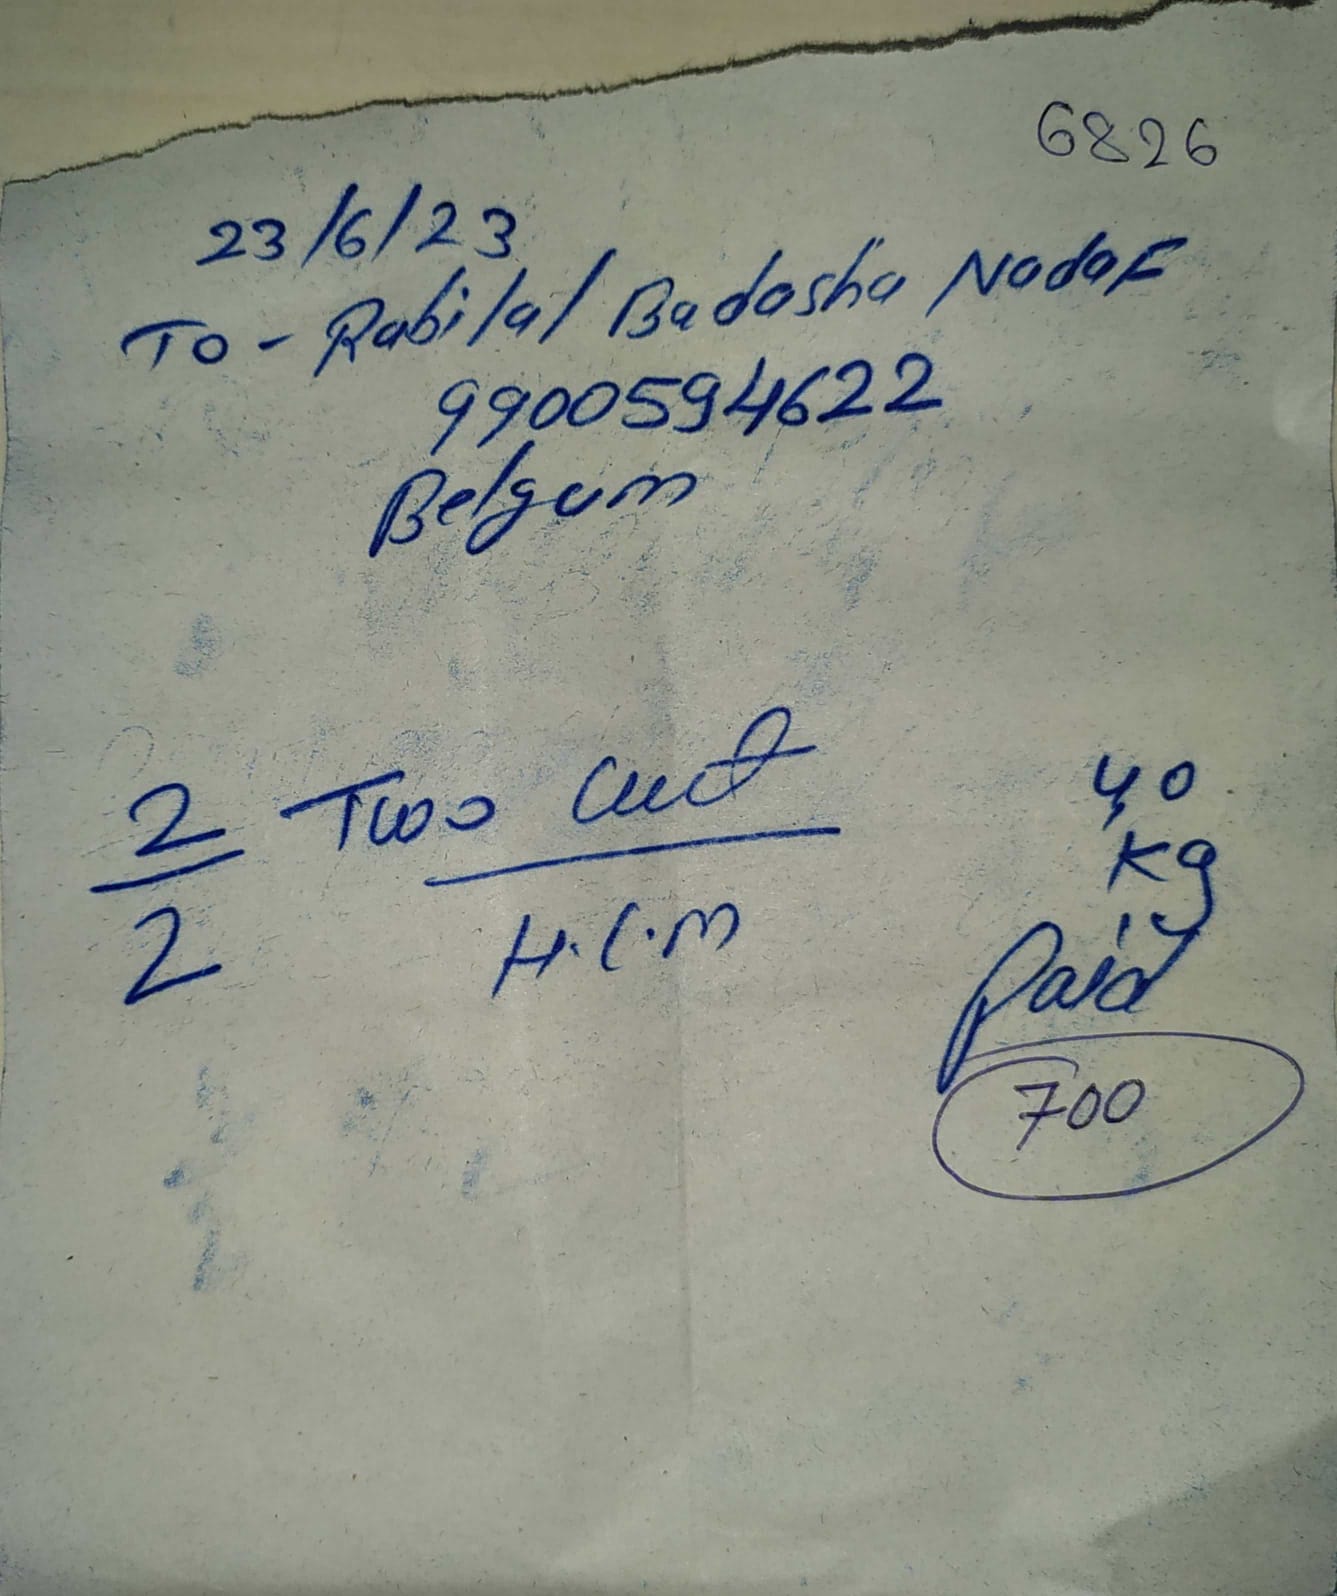 6826
23/6/23
To - Rabilal Badasha Nadaf
9900594622
Belgum
2 Two Cut 40
2 H.C.M Kg
Paid
700